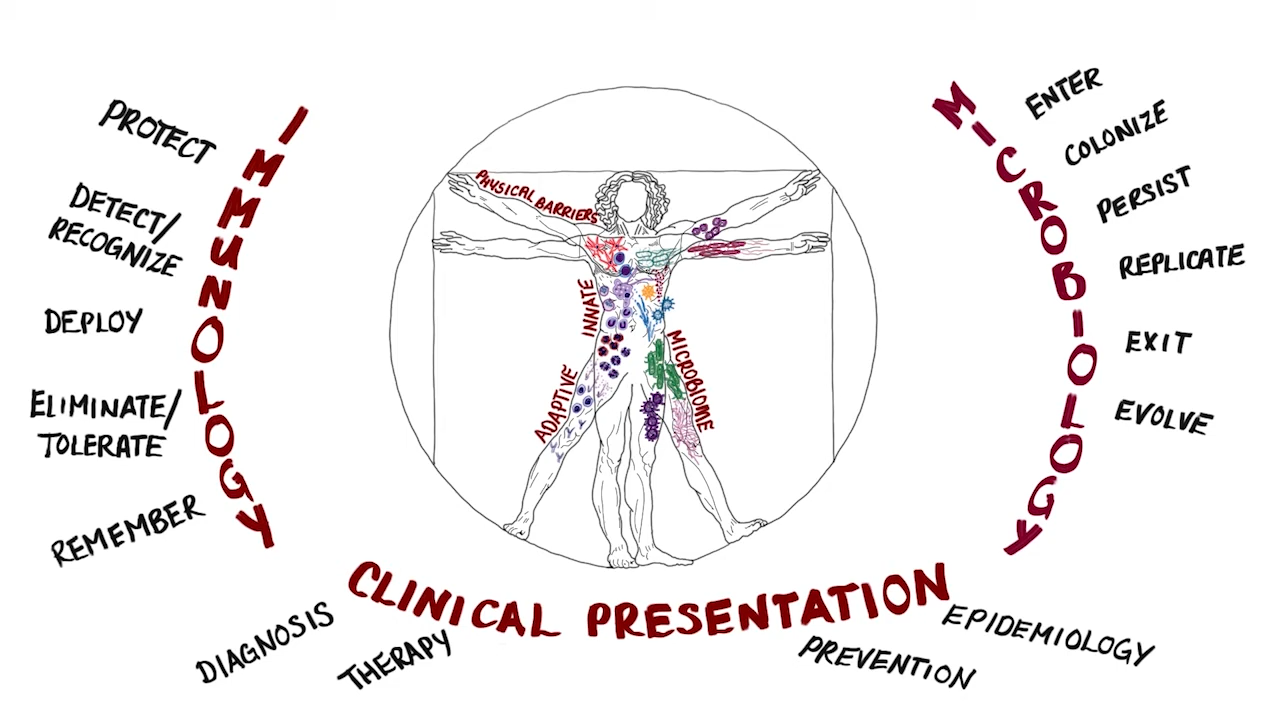 IMMUNOLOGY
PROTECT
DETECT/
RECOGNIZE
DEPLOY
ELIMINATE/
TOLERATE
REMEMBER
PHYSICAL BARRIERS
INNATE
ADAPTIVE
MICROBIOME
MICROBIOLOGY
ENTER
COLONIZE
PERSIST
REPLICATE
EXIT
EVOLVE
CLINICAL PRESENTATION
DIAGNOSIS
THERAPY
PREVENTION
EPIDEMIOLOGY